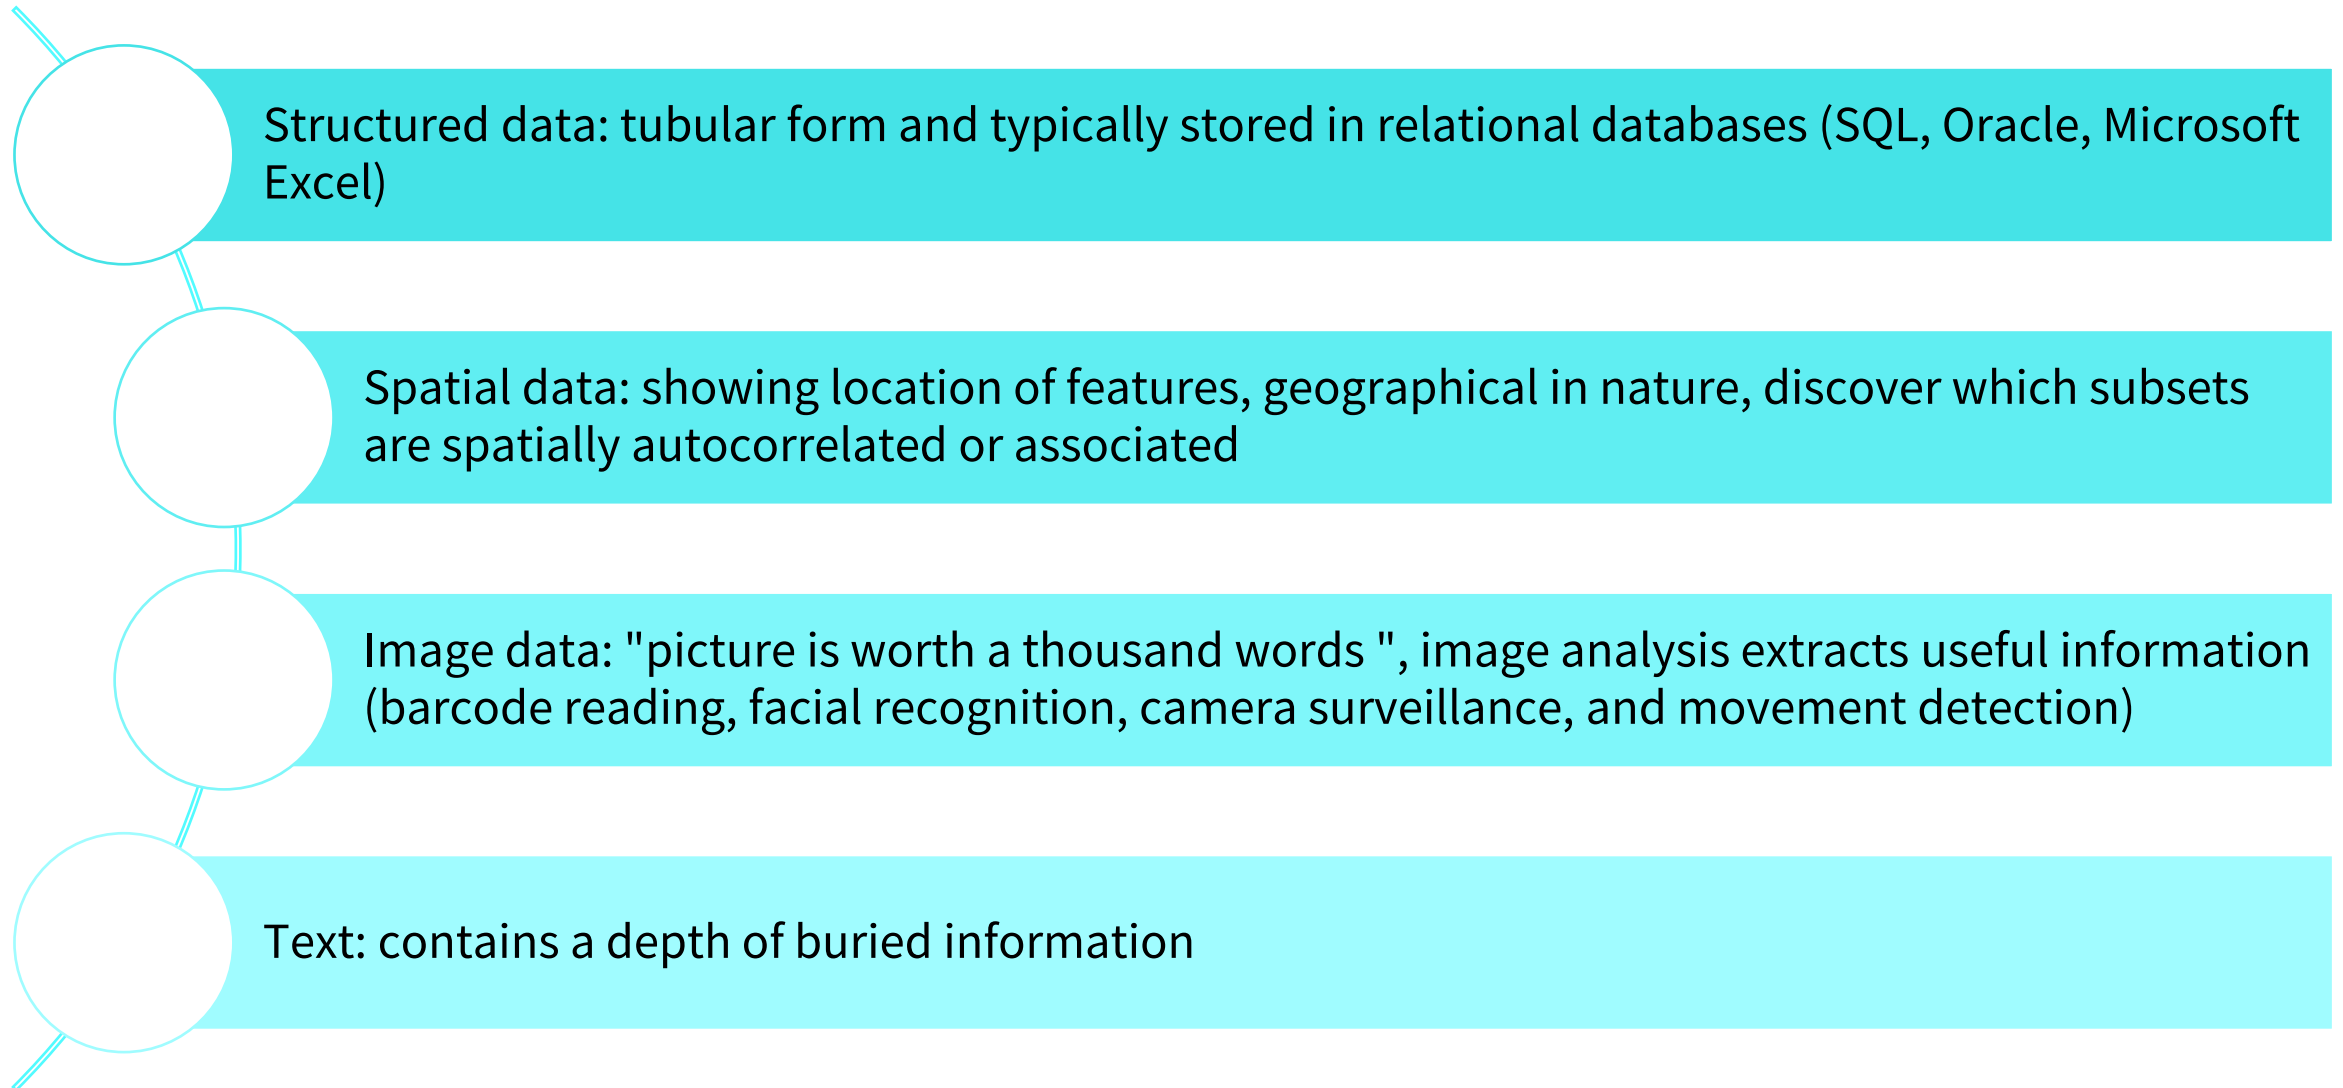 Structured data: tubular form and typically stored in relational databases (SQL, Oracle, Microsoft
Excel)
Spatial data: showing location of features, geographical in nature, discover which subsets
are spatially autocorrelated or associated
Image data: "picture is worth a thousand words ", image analysis extracts useful information
(barcode reading, facial recognition, camera surveillance, and movement detection)
Text: contains a depth of buried information